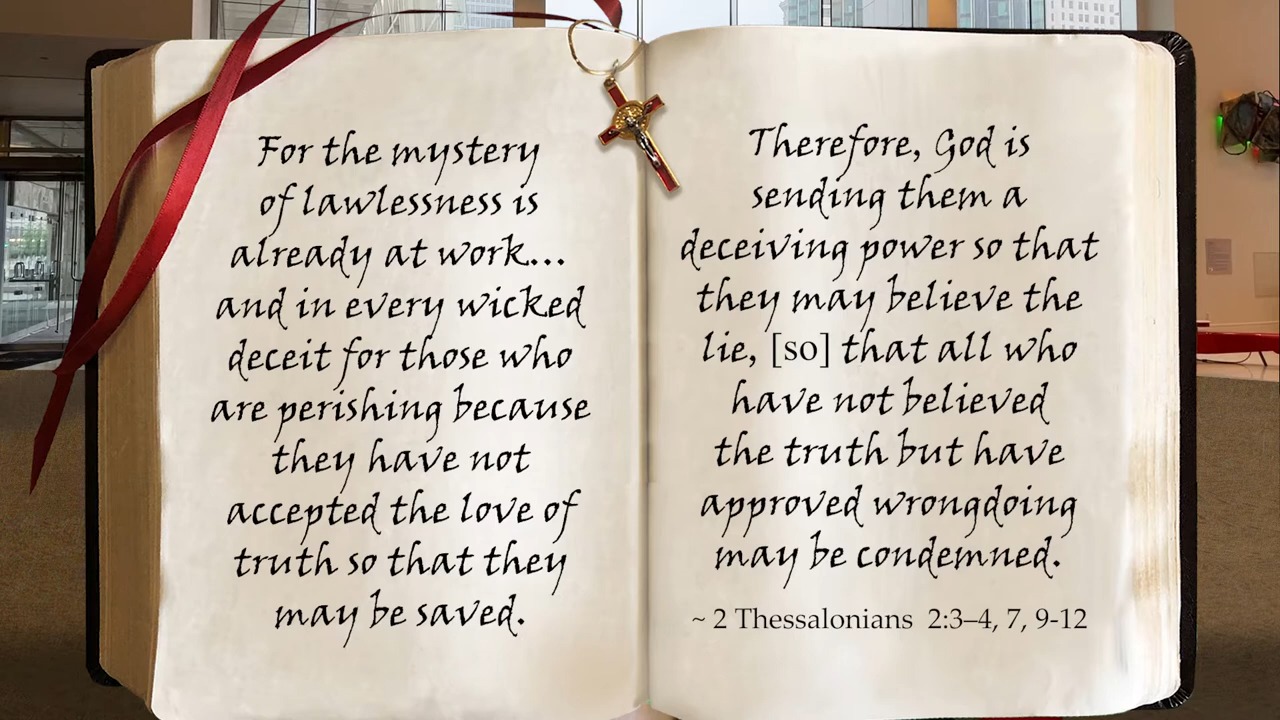 For the mystery
of lawlessness is
already at work...
and in every wicked
deceit for those who
are perishing because
they have not
accepted the love of
truth so that they
may be saved.
Therefore, God is
sending them a
deceiving power so that
they may believe the
lie, [so] that all who
have not believed
the truth but have
approved wrongdoing
may be condemned.
~ 2 Thessalonians 2:3–4, 7, 9-12